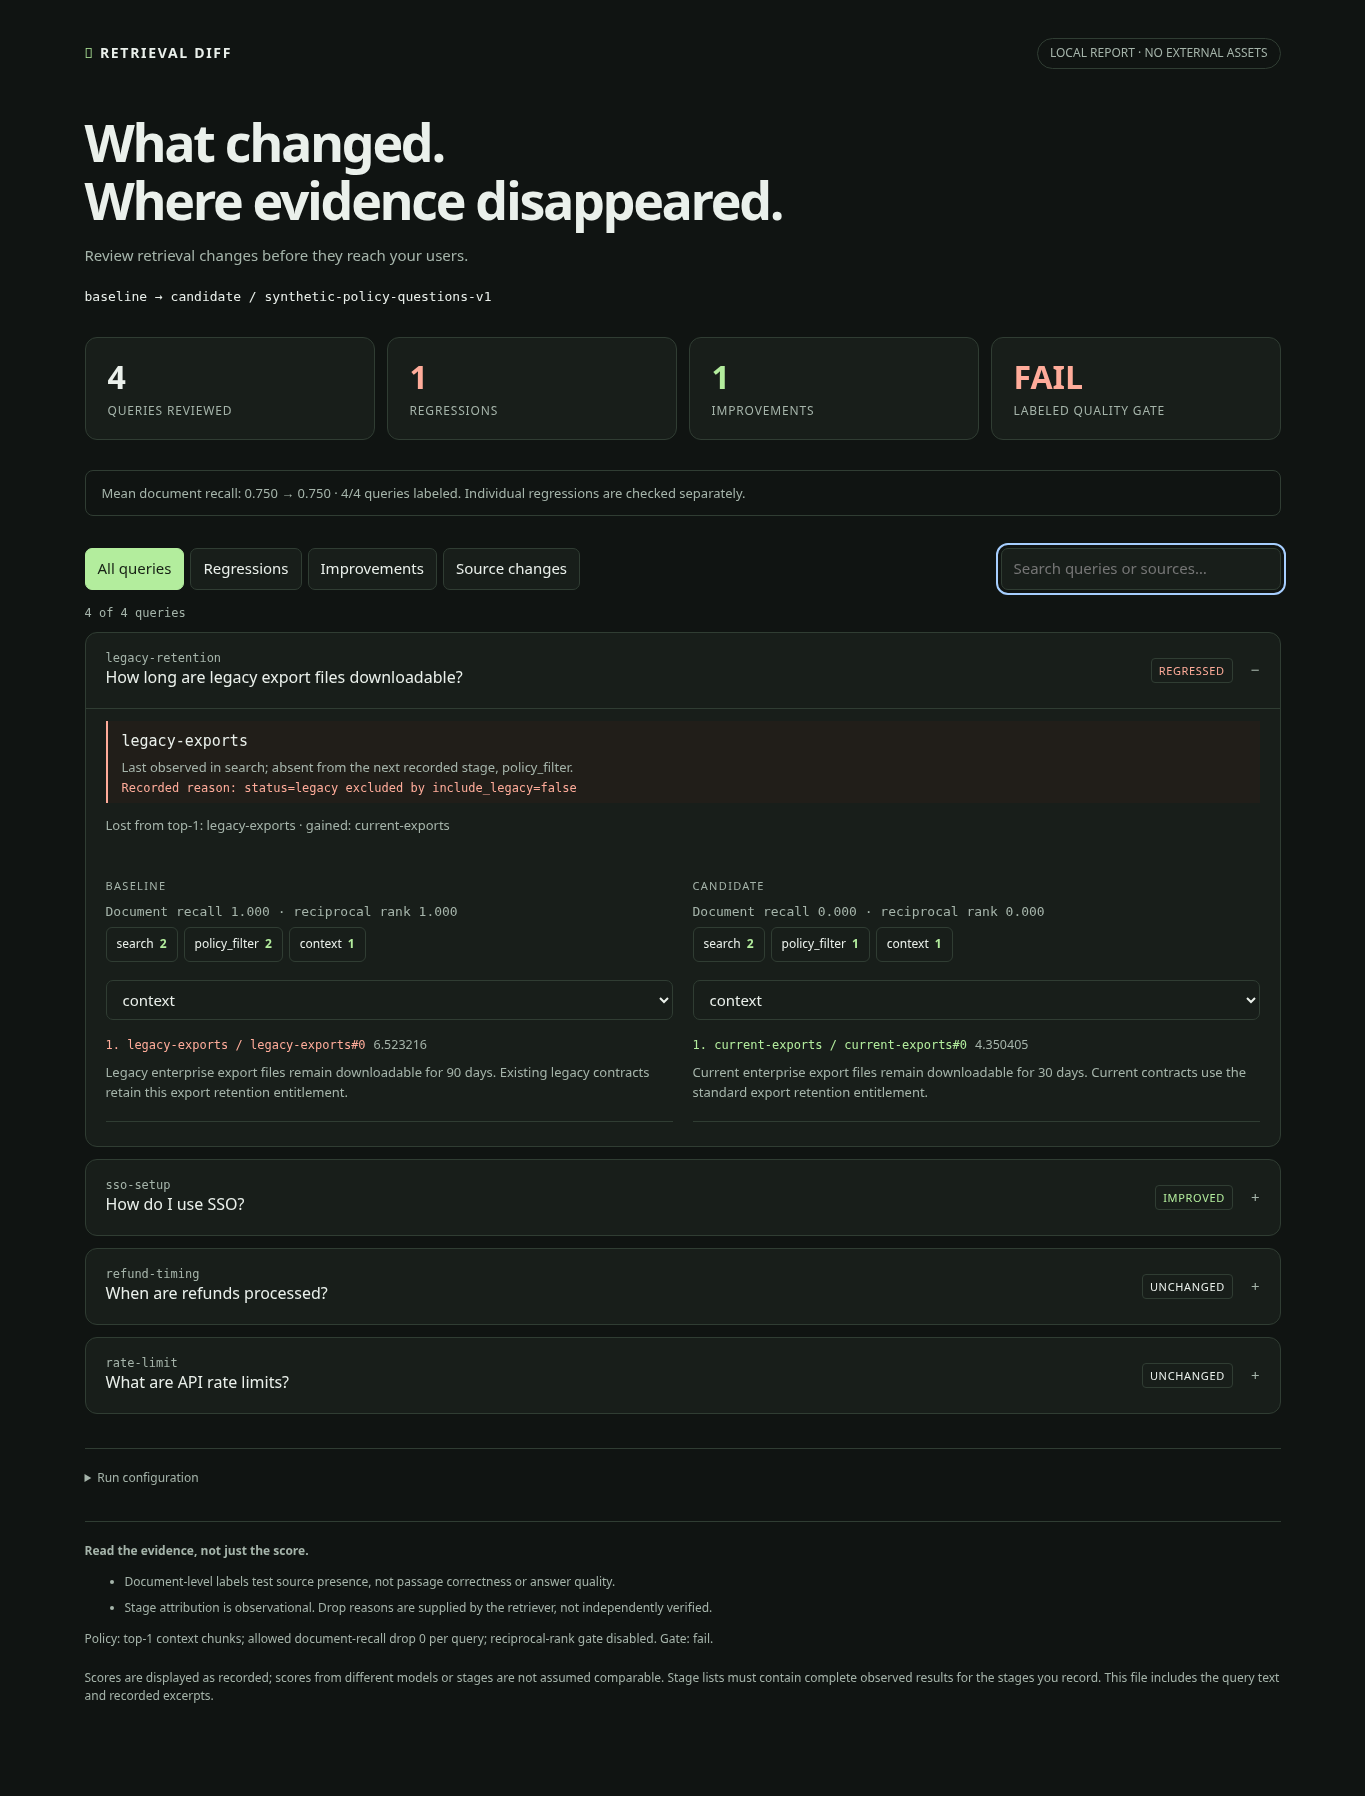 RETRIEVAL DIFF
LOCAL REPORT · NO EXTERNAL ASSETS
What changed.
Where evidence disappeared.
Review retrieval changes before they reach your users.
baseline → candidate / synthetic-policy-questions-v1
4
QUERIES REVIEWED
1
REGRESSIONS
1
IMPROVEMENTS
FAIL
LABELED QUALITY GATE
Mean document recall: 0.750 → 0.750 · 4/4 queries labeled. Individual regressions are checked separately.
All queries
Regressions
Improvements
Source changes
Search queries or sources...
4 of 4 queries
legacy-retention
How long are legacy export files downloadable?
REGRESSED −
legacy-exports
Last observed in search; absent from the next recorded stage, policy_filter.
Recorded reason: status=legacy excluded by include_legacy=false
Lost from top-1: legacy-exports · gained: current-exports
BASELINE
Document recall 1.000 · reciprocal rank 1.000
search 2 policy_filter 2 context 1
context
1. legacy-exports / legacy-exports#0 6.523216
Legacy enterprise export files remain downloadable for 90 days. Existing legacy contracts
retain this export retention entitlement.
CANDIDATE
Document recall 0.000 · reciprocal rank 0.000
search 2 policy_filter 1 context 1
context
1. current-exports / current-exports#0 4.350405
Current enterprise export files remain downloadable for 30 days. Current contracts use the
standard export retention entitlement.
sso-setup
How do I use SSO?
IMPROVED +
refund-timing
When are refunds processed?
UNCHANGED +
rate-limit
What are API rate limits?
UNCHANGED +
Run configuration
Read the evidence, not just the score.
• Document-level labels test source presence, not passage correctness or answer quality.
• Stage attribution is observational. Drop reasons are supplied by the retriever, not independently verified.
Policy: top-1 context chunks; allowed document-recall drop 0 per query; reciprocal-rank gate disabled. Gate: fail.
Scores are displayed as recorded; scores from different models or stages are not assumed comparable. Stage lists must contain complete observed results for the stages you record. This file includes the query text
and recorded excerpts.